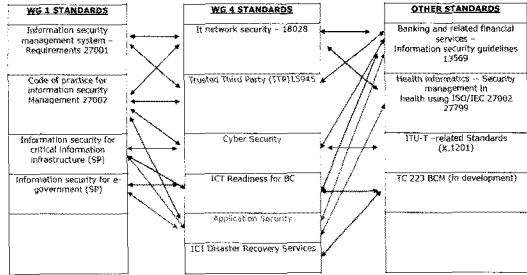 WG 1 STANDARDS
Information security
management system –
Requirements 27001
Code of practice for
information security
Management 27002
Information security for
critical information
infrastructure (SP)
Information security for e-
government (SP)
WG 4 STANDARDS
It network security – 18028
Trusted Third Party (TTP)15945
Cyber Security
ICT Readiness for BC
Application Security
ICT Disaster Recovery Services
OTHER STANDARDS
Banking and related financial
services –
Information security guidelines
13569
Health informatics -- Security
management in
health using ISO/IEC 27002
27799
ITU-T –related Standards
(X.1201)
TC 223 BCM (in development)